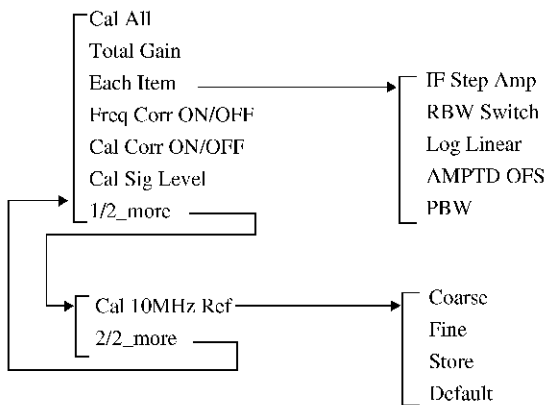 Cal All
Total Gain
Each Item
Freq Corr ON/OFF
Cal Corr ON/OFF
Cal Sig Level
1/2_more
IF Step Amp
RBW Switch
Log Linear
AMPTD OFS
PBW
Cal 10MHz Ref
2/2_more
Coarse
Fine
Store
Default